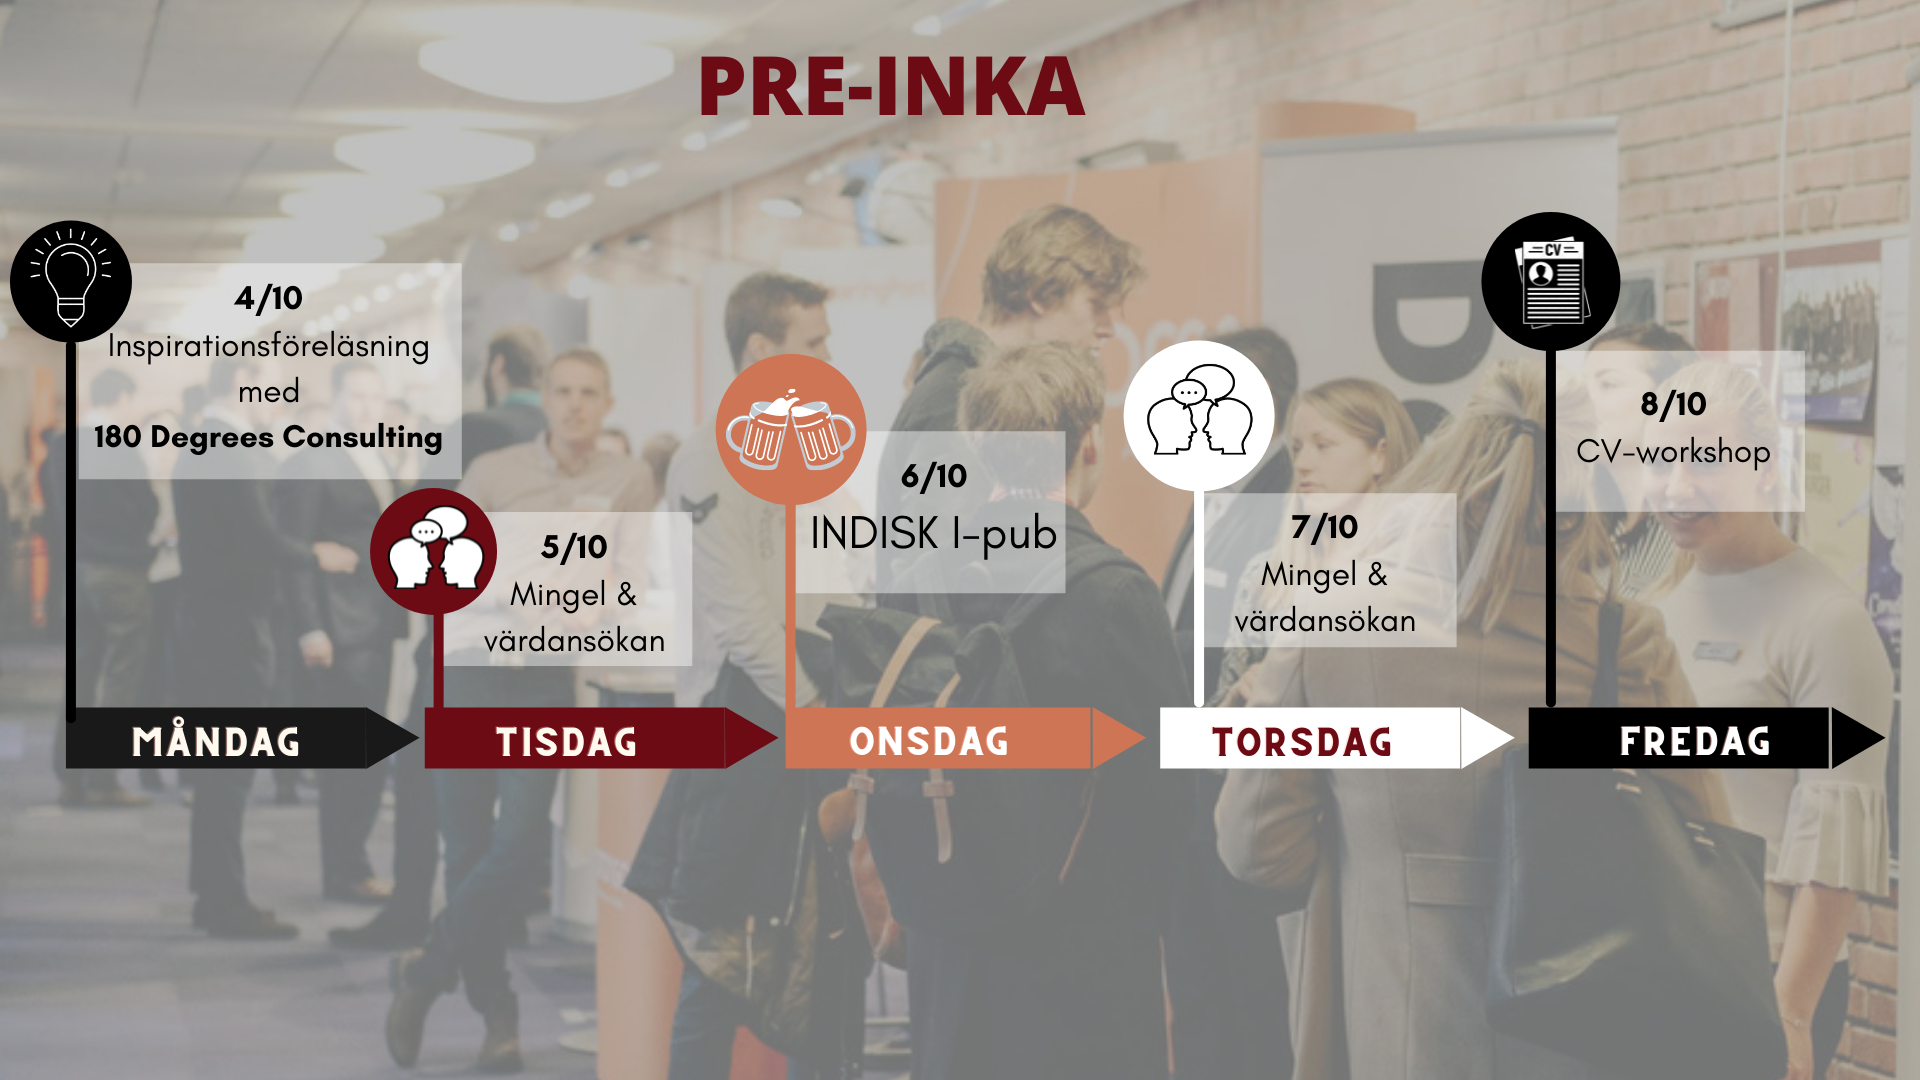 PRE-INKA
4/10
Inspirationsföreläsning
med
180 Degrees Consulting
5/10
Mingel &
värdansökan
6/10
INDISK I-pub
7/10
Mingel &
värdansökan
CV
8/10
CV-workshop
MÅNDAG
TISDAG
ONSDAG
TORSDAG
FREDAG